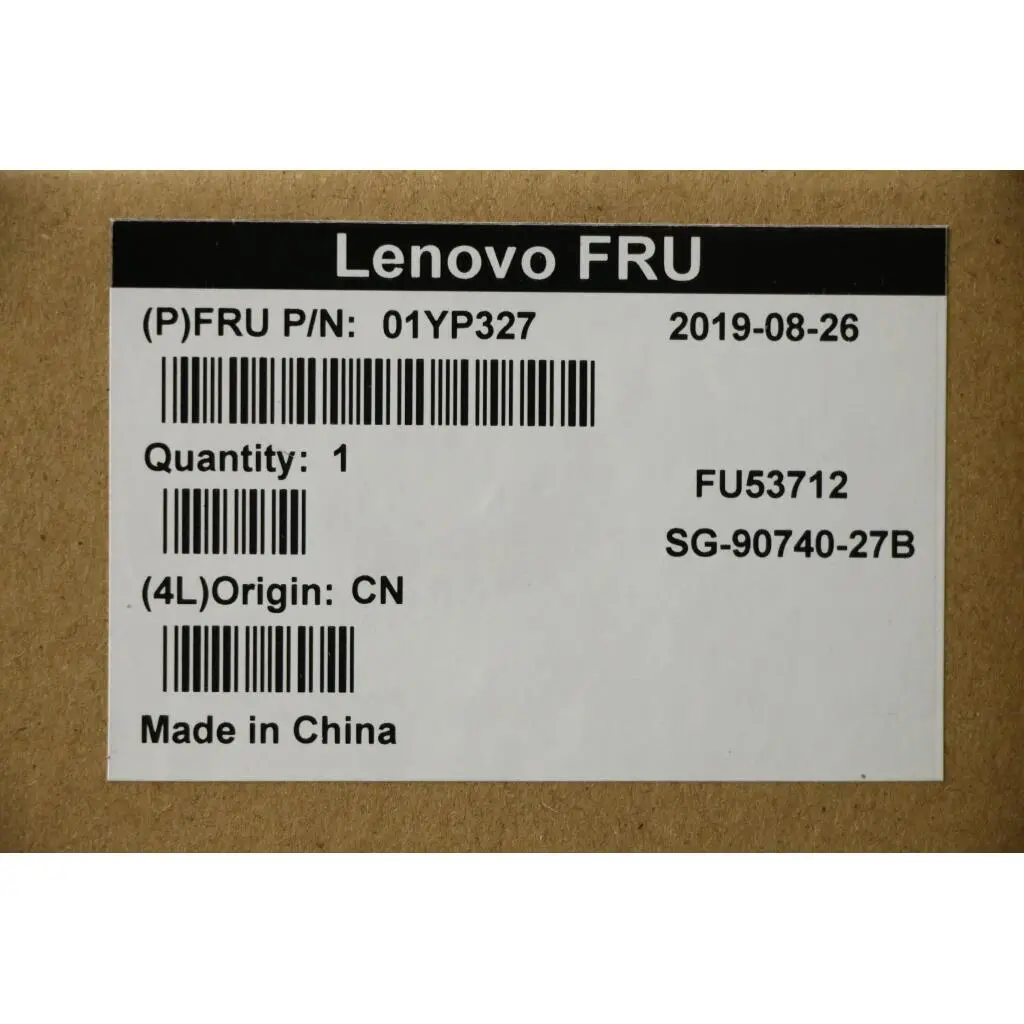 Lenovo FRU
(P)FRU P/N: 01YP327 2019-08-26
Quantity: 1
FU53712
SG-90740-27B
(4L)Origin: CN
Made in China